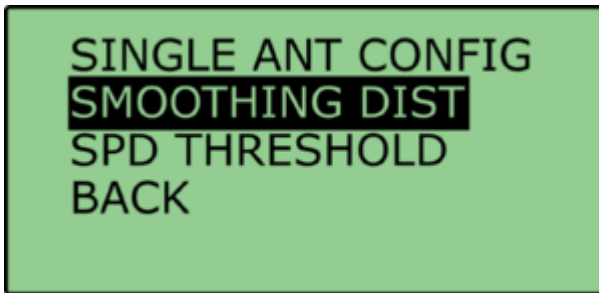 SINGLE ANT CONFIG
SMOOTHING DIST
SPD THRESHOLD
BACK